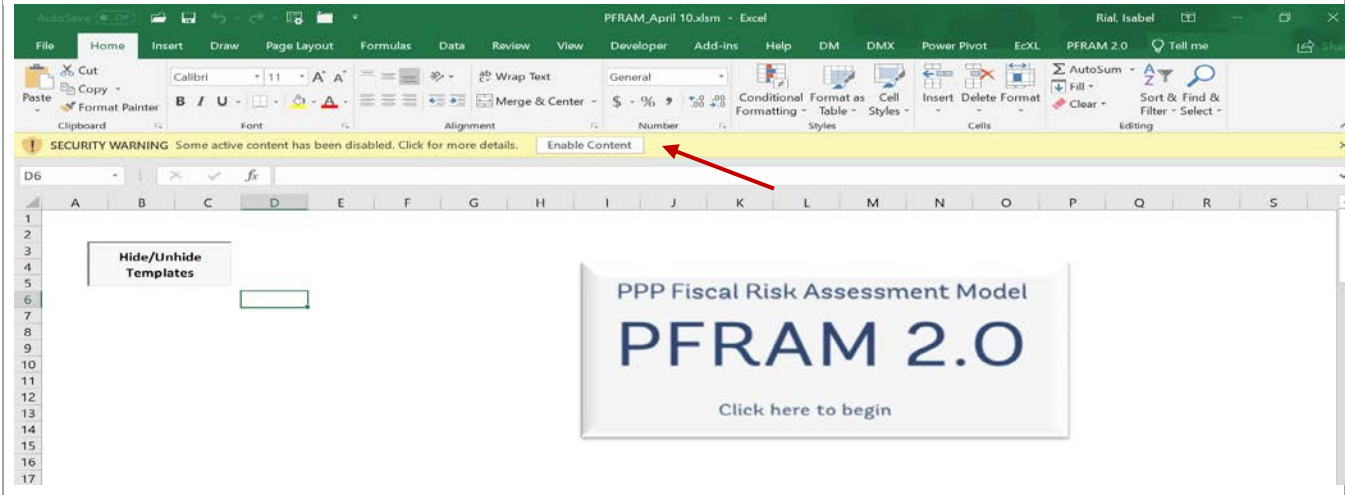 AutoSave Off PFRAM_April 10.xlsm - Excel Rial, Isabel
File Home Insert Draw Page Layout Formulas Data Review View Developer Add-ins Help DM DMX Power Pivot EcXL PFRAM 2.0 Tell me Share
Paste
Cut
Copy
Format Painter
Clipboard
Calibri 11 A A
B I U A
Font
ab Wrap Text
Merge & Center
Alignment
General
$ % 9 .00 .00
Number
Conditional Formatting
Format as Table
Cell Styles
Styles
Insert Delete Format
Cells
Σ AutoSum
Fill
Clear
Sort & Filter
Find & Select
Editing
SECURITY WARNING Some active content has been disabled. Click for more details. Enable Content
D6 fx
A B C D E F G H I J K L M N O P Q R S
1
2
3
4
5
6
7
8
9
10
11
12
13
14
15
16
17
Hide/Unhide
Templates
PPP Fiscal Risk Assessment Model
PFRAM 2.0
Click here to begin